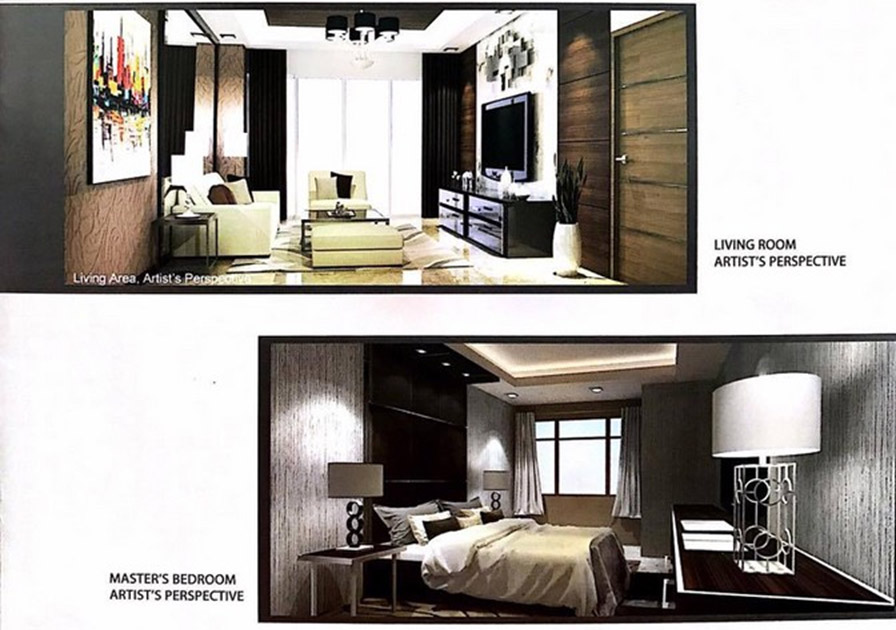 Living Area, Artist's Perspective
LIVING ROOM
ARTIST'S PERSPECTIVE
MASTER'S BEDROOM
ARTIST'S PERSPECTIVE